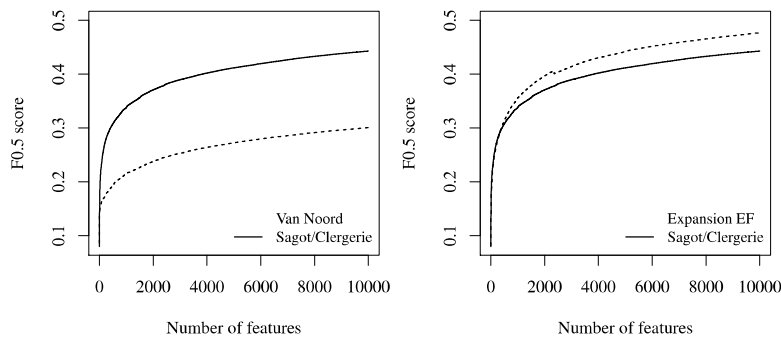 F0.5 score
0.5
0.4
0.3
0.2
0.1
Van Noord
Sagot/Clergerie
0 2000 4000 6000 8000 10000
Number of features
F0.5 score
0.5
0.4
0.3
0.2
0.1
Expansion EF
Sagot/Clergerie
0 2000 4000 6000 8000 10000
Number of features